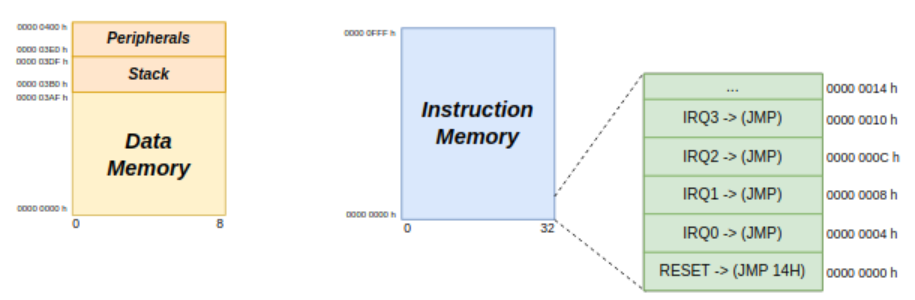 0000 0400 h
Peripherals
0000 03E0 h
0000 03DF h
Stack
0000 03B0 h
0000 03AF h
Data
Memory
0000 0000 h
0
8
0000 0FFF h
Instruction
Memory
0000 0000 h
0
32
...
0000 0014 h
IRQ3 -> (JMP)
0000 0010 h
IRQ2 -> (JMP)
0000 000C h
IRQ1 -> (JMP)
0000 0008 h
IRQ0 -> (JMP)
0000 0004 h
RESET -> (JMP 14H)
0000 0000 h